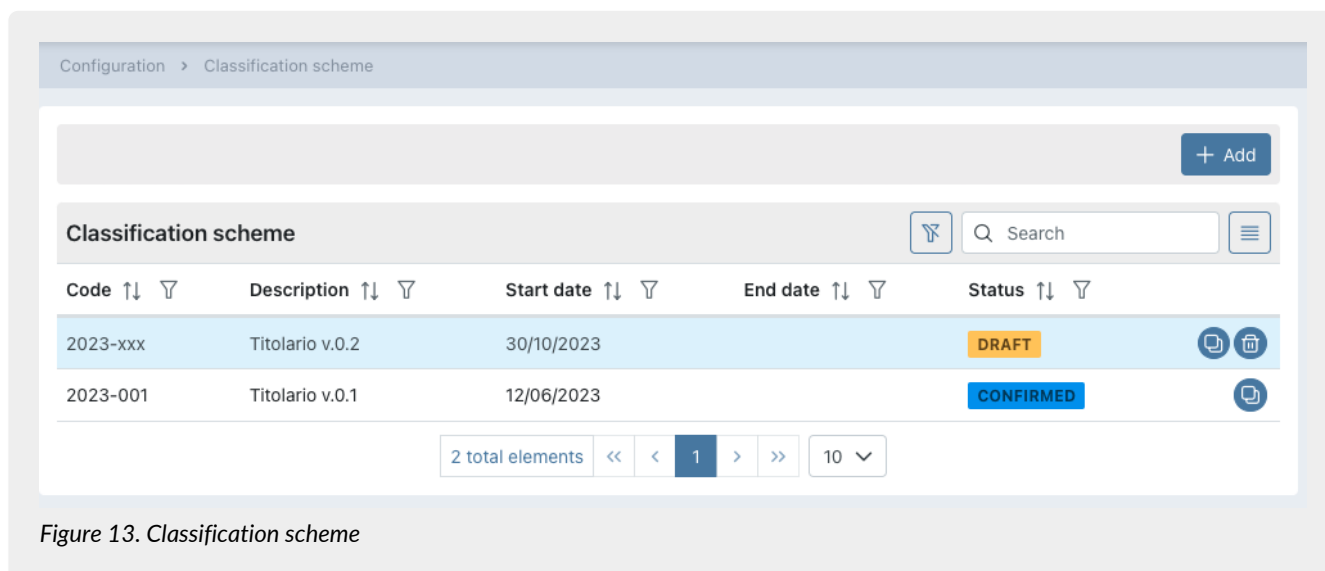 Configuration > Classification scheme
+ Add
Classification scheme Search
Code Description Start date End date Status
2023-xxx Titolario v.0.2 30/10/2023 DRAFT
2023-001 Titolario v.0.1 12/06/2023 CONFIRMED
2 total elements << < 1 > >> 10
Figure 13. Classification scheme